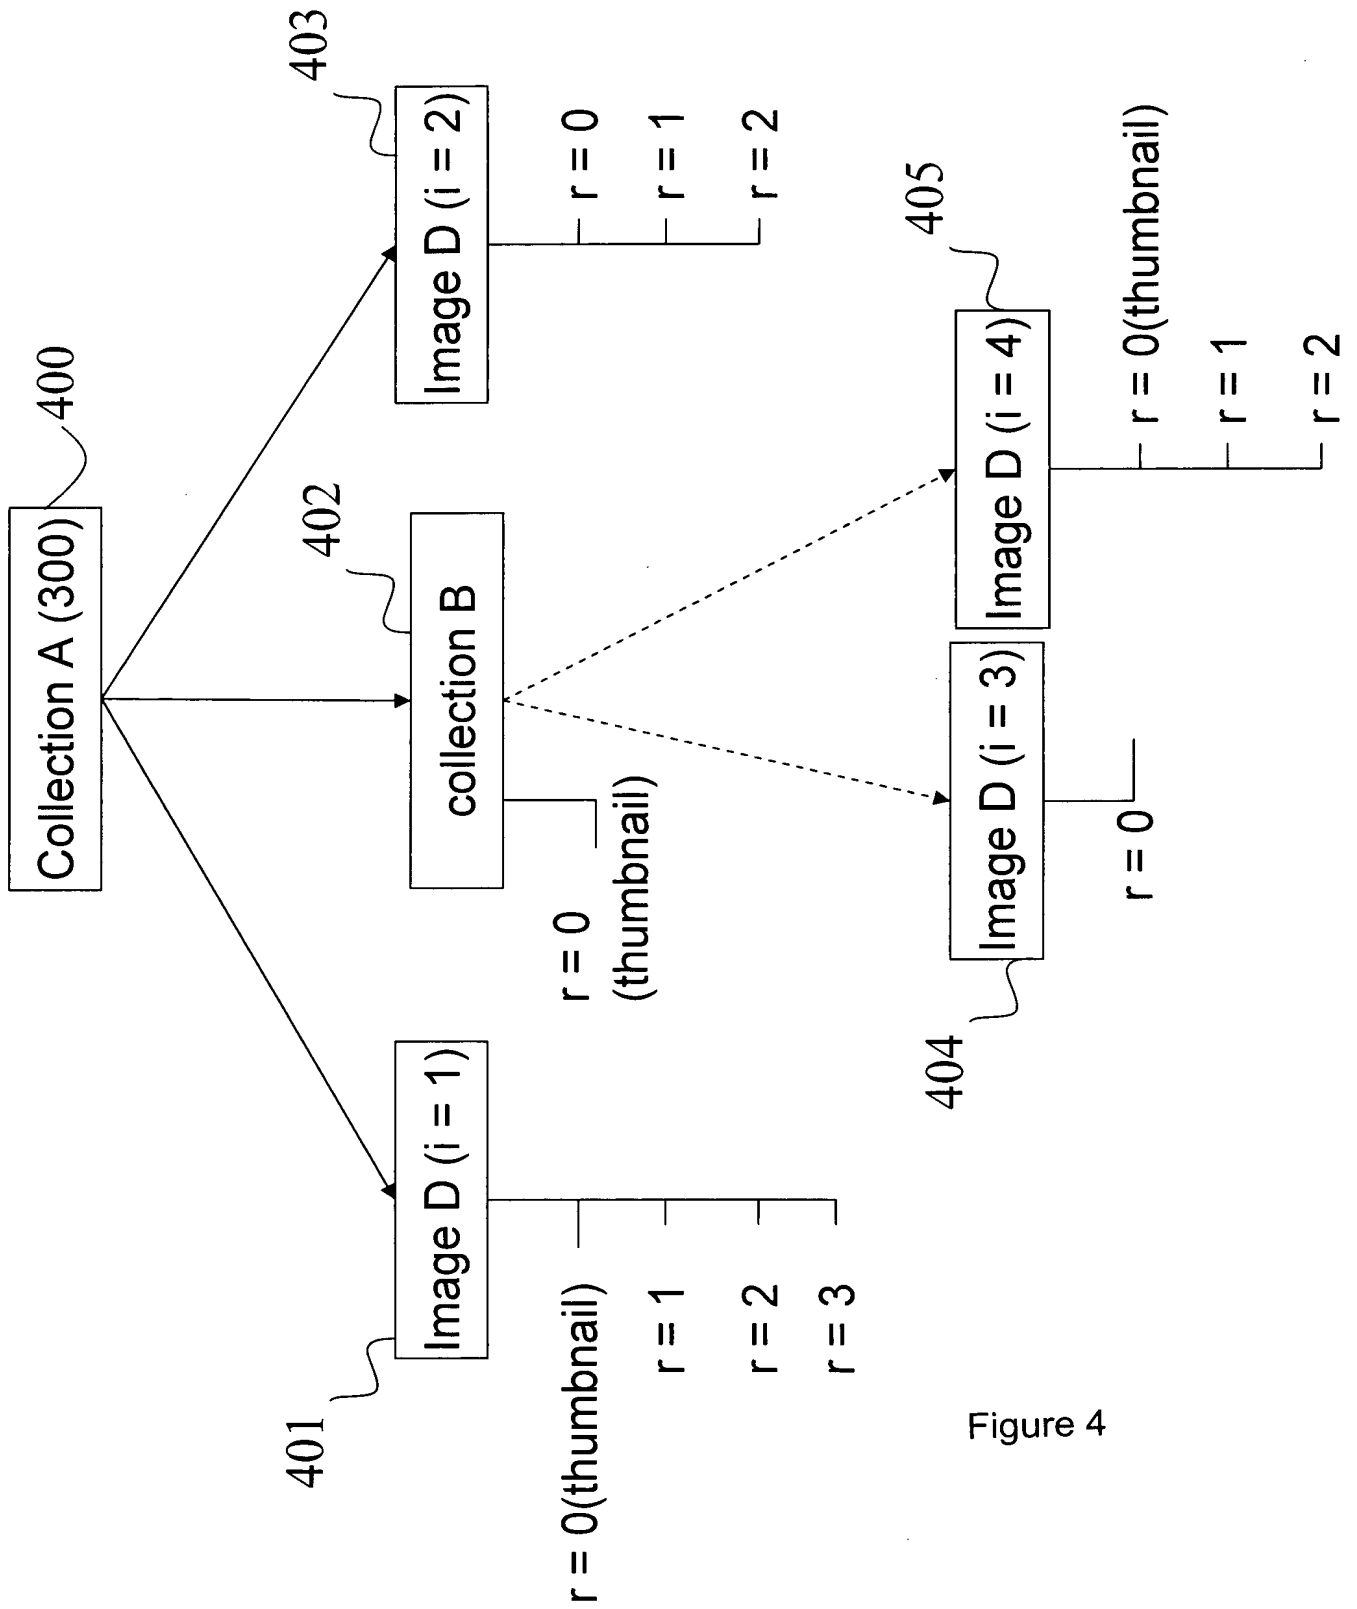 Collection A (300)
400
401
402
403
Image D (i = 1)
collection B
Image D (i = 2)
r = 0(thumbnail)
r = 1
r = 2
r = 3
r = 0
(thumbnail)
r = 0
r = 1
r = 2
404
405
Image D (i = 3)
Image D (i = 4)
r = 0
r = 0(thumbnail)
r = 1
r = 2
Figure 4